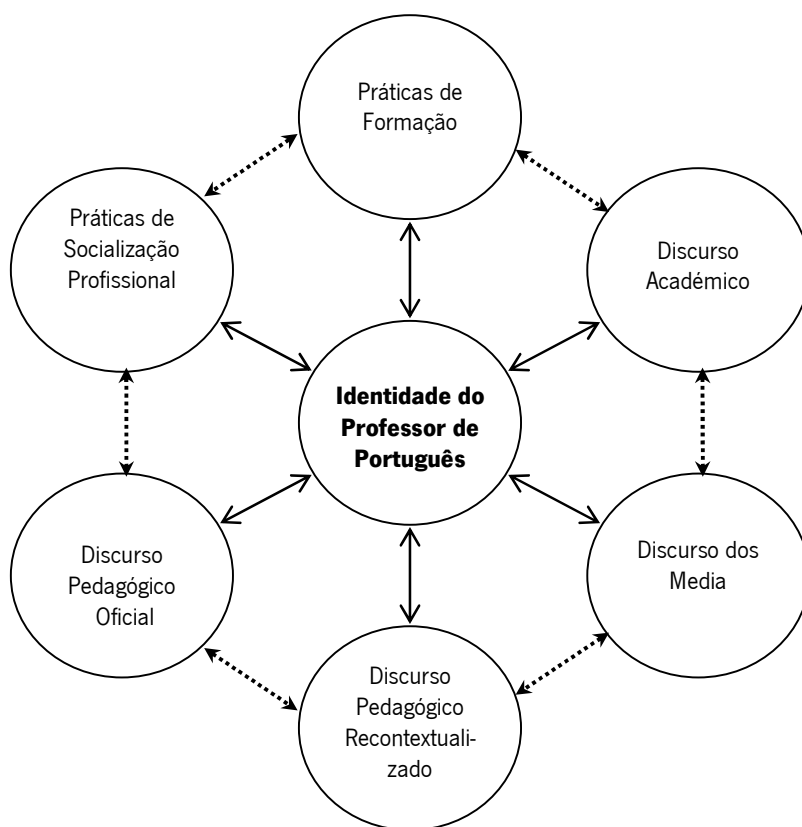 Práticas de
Formação
Práticas de
Socialização
Profissional
Discurso
Académico
Identidade do
Professor de
Português
Discurso
Pedagógico
Oficial
Discurso dos
Media
Discurso
Pedagógico
Recontextuali-
zado